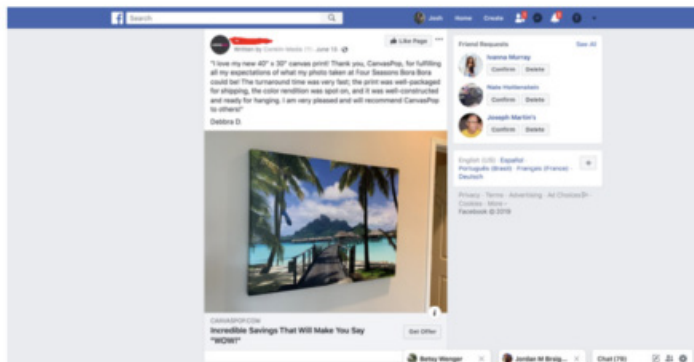 Search
Josh Home Create
Like Page
June 13
"I love my new 40" x 30" canvas print! Thank you, CanvasPop, for fulfilling
all my expectations of what my photo taken at Four Seasons Bora Bora
could be! The turnaround time was very fast; the print was well-packaged
for shipping, the color rendition was spot on, and it was well-constructed
and ready for hanging. I am very pleased and will recommend CanvasPop
to others!"
Debbra D.
CANVASPOP.COM
Incredible Savings That Will Make You Say
"WOW!"
Get Offer
Friend Requests See All
Ivanna Murray
Confirm Delete
Confirm Delete
Joseph Martin's
Confirm Delete
English (US) · Español ·
Português (Brasil) · Français (France) ·
Deutsch
Privacy · Terms · Advertising · Ad Choices ·
Cookies · More
Facebook © 2019
Betsy Wenger
Jordan M Braig...
Chat (79)